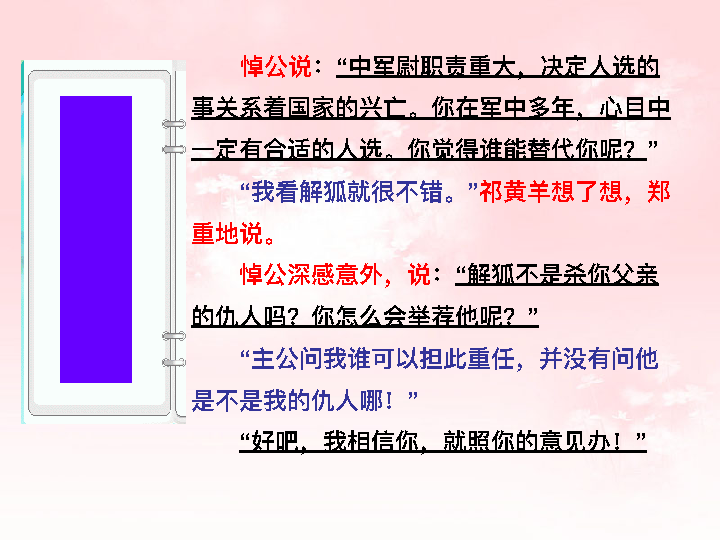 悼公说：“中军尉职责重大，决定人选的
事关系着国家的兴亡。你在军中多年，心目中
一定有合适的人选。你觉得谁能替代你呢？”
“我看解狐就很不错。”祁黄羊想了想，郑
重地说。
悼公深感意外，说：“解狐不是杀你父亲
的仇人吗？你怎么会举荐他呢？”
“主公问我谁可以担此重任，并没有问他
是不是我的仇人哪！”
“好吧，我相信你，就照你的意见办！”